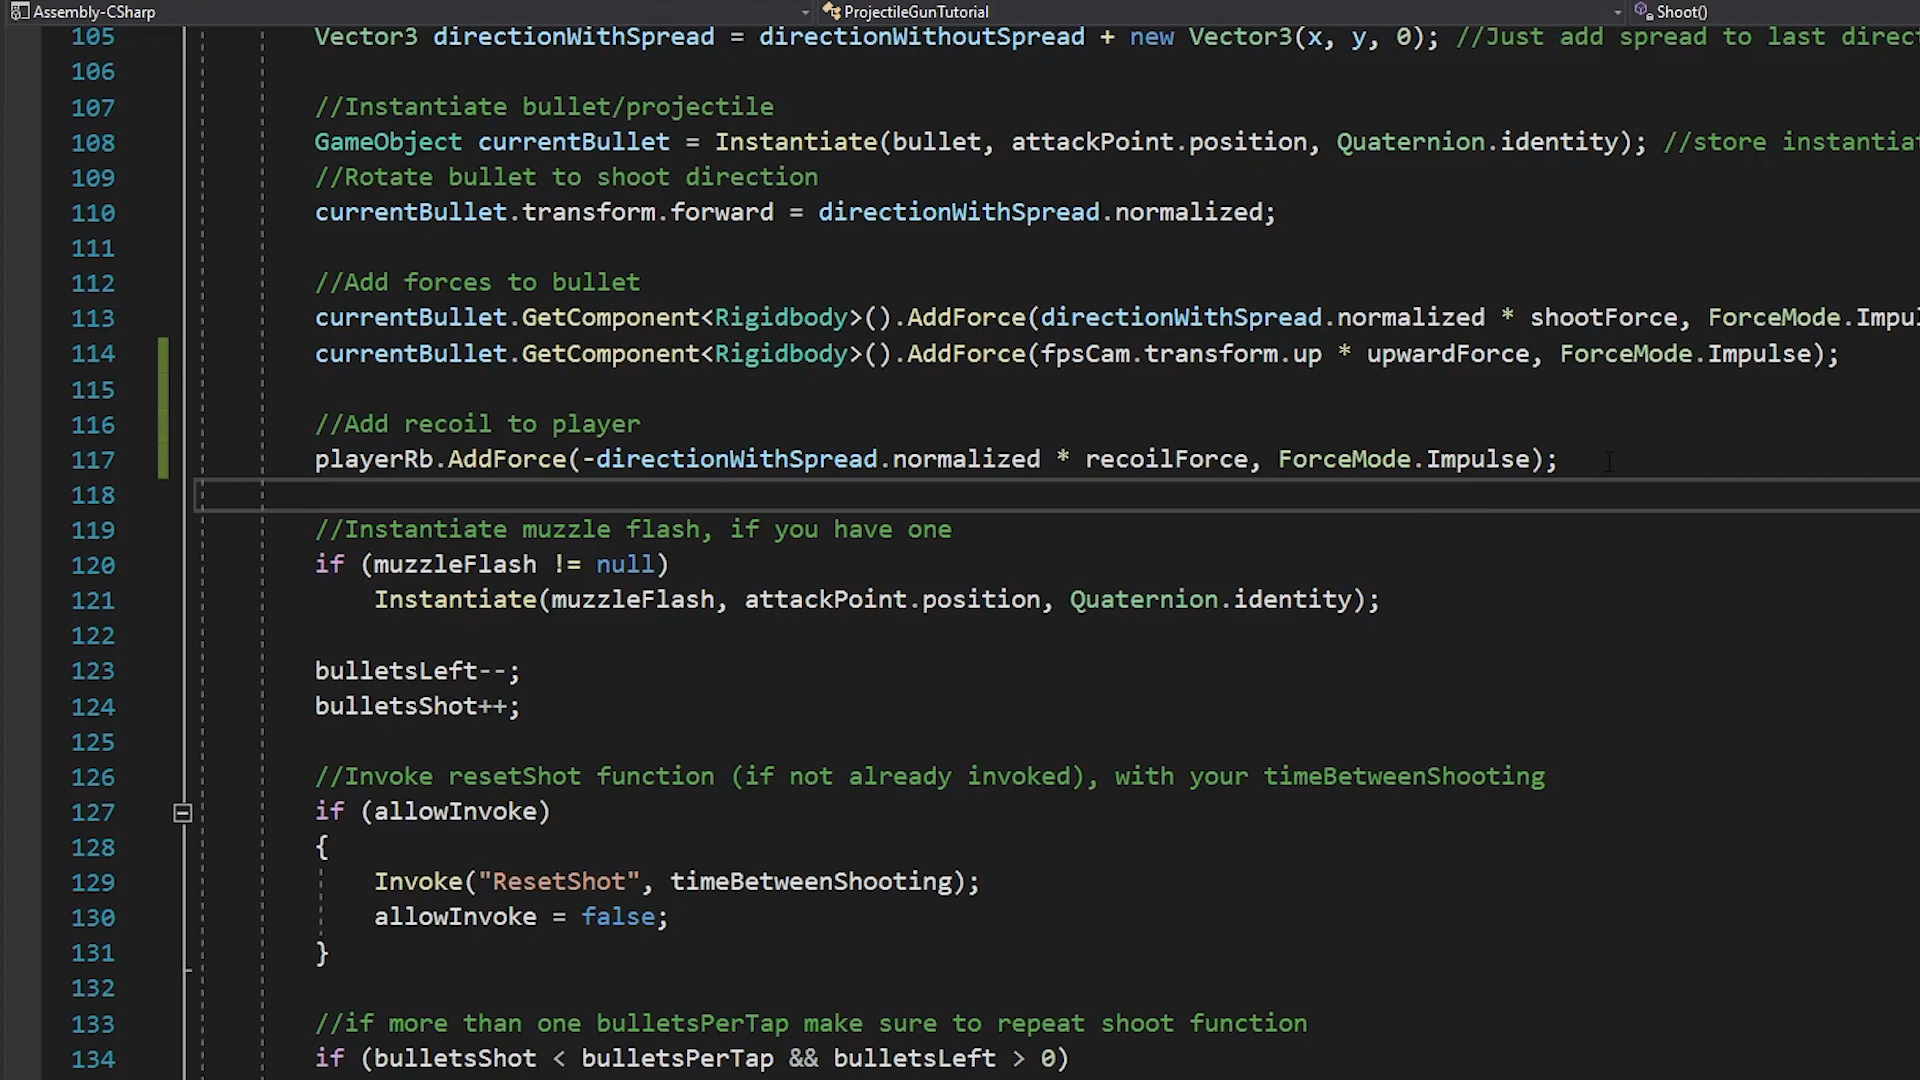 Assembly-CSharp ProjectileGunTutorial Shoot()
105 Vector3 directionWithSpread = directionWithoutSpread + new Vector3(x, y, 0); //Just add spread to last
106
107 //Instantiate bullet/projectile
108 GameObject currentBullet = Instantiate(bullet, attackPoint.position, Quaternion.identity); //store
109 //Rotate bullet to shoot direction
110 currentBullet.transform.forward = directionWithSpread.normalized;
111
112 //Add forces to bullet
113 currentBullet.GetComponent<Rigidbody>().AddForce(directionWithSpread.normalized * shootForce, ForceMode.Impul
114 currentBullet.GetComponent<Rigidbody>().AddForce(fpsCam.transform.up * upwardForce, ForceMode.Impulse);
115
116 //Add recoil to player
117 playerRb.AddForce(-directionWithSpread.normalized * recoilForce, ForceMode.Impulse);
118
119 //Instantiate muzzle flash, if you have one
120 if (muzzleFlash != null)
121 Instantiate(muzzleFlash, attackPoint.position, Quaternion.identity);
122
123 bulletsLeft--;
124 bulletsShot++;
125
126 //Invoke resetShot function (if not already invoked), with your timeBetweenShooting
127 if (allowInvoke)
128 {
129 Invoke("ResetShot", timeBetweenShooting);
130 allowInvoke = false;
131 }
132
133 //if more than one bulletsPerTap make sure to repeat shoot function
134 if (bulletsShot < bulletsPerTap && bulletsLeft > 0)